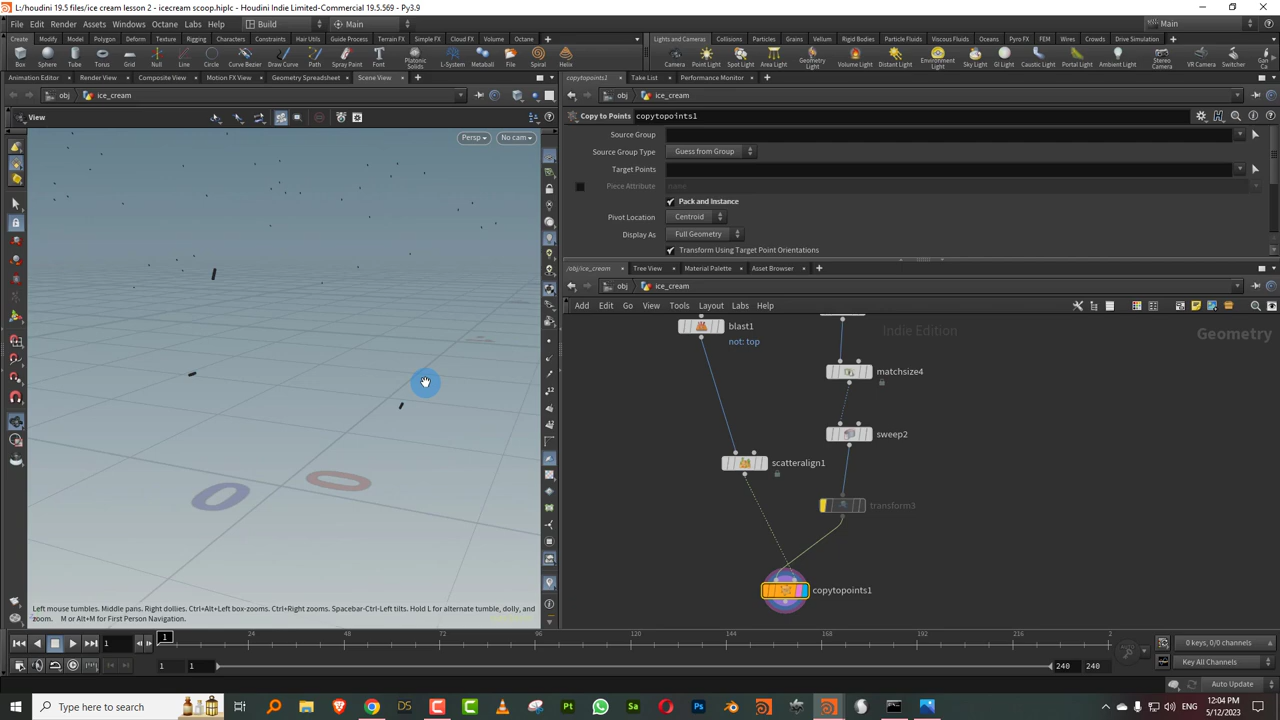 L:/houdini 19.5 files/ice cream lesson 2 - icecream scoop.hiplc - Houdini Indie Limited-Commercial 19.5.569 - Py3.9
File Edit Render Assets Windows Octane Labs Help Build Main Main
Create Modify Model Polygon Deform Texture Rigging Characters Constraints Hair Utils Guide Process Terrain FX Simple FX Cloud FX Volume Octane
Lights and Cameras Collisions Particles Grains Vellum Rigid Bodies Particle Fluids Viscous Fluids Oceans Pyro FX FEM Wires Crowds Drive Simulation
Box Sphere Tube Torus Grid Null Line Circle Curve Bezier Draw Curve Path Spray Paint Font Platonic Solids L-System Metaball File Spiral Helix
Camera Point Light Spot Light Area Light Geometry Light Volume Light Distant Light Environment Light Sky Light GI Light Caustic Light Portal Light Ambient Light Stereo Camera VR Camera Switcher
Animation Editor Render View Composite View Motion FX View Geometry Spreadsheet Scene View
copytopoints1 Take List Performance Monitor
obj ice_cream
obj ice_cream
View
Persp No cam
Copy to Points copytopoints1
Source Group
Source Group Type Guess from Group
Target Points
Piece Attribute name
Pack and Instance
Pivot Location Centroid
Display As Full Geometry
Transform Using Target Point Orientations
/obj/ice_cream Tree View Material Palette Asset Browser
obj ice_cream
Add Edit Go View Tools Layout Labs Help
Indie Edition
Geometry
blast1
not: top
matchsize4
sweep2
scatteralign1
transform3
copytopoints1
0 0
Left mouse tumbles. Middle pans. Right dollies. Ctrl+Alt+Left box-zooms. Ctrl+Right zooms. Spacebar-Ctrl-Left tilts. Hold L for alternate tumble, dolly, and
zoom. M or Alt+M for First Person Navigation.
1 1 24 48 72 96 120 144 168 192 216 2
0 keys, 0/0 channels
1 1 240 240
Key All Channels
Auto Update
Type here to search
12:04 PM
5/12/2023